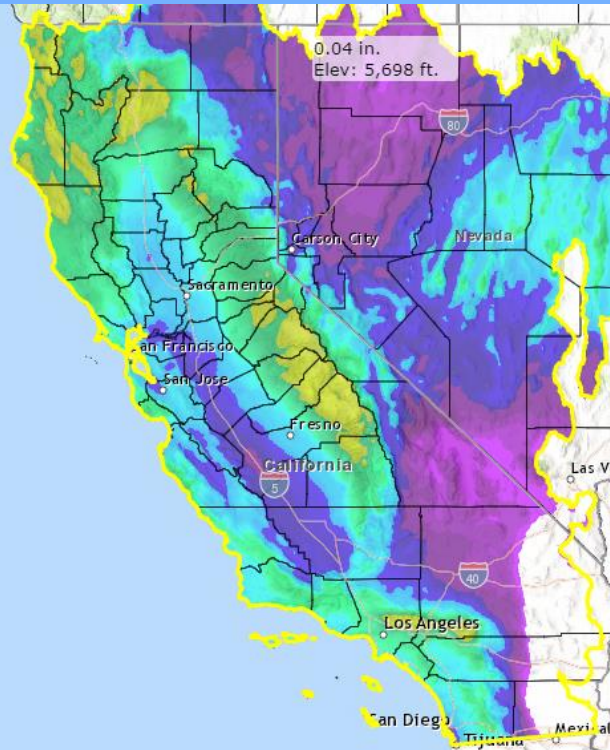 0.04 in.
Elev: 5,698 ft.
80
Carson City
Nevada
Sacramento
an Francisco
San Jose
Fresno
California
5
Las V
40
Los Angeles
San Diego
Tijuana
Mexical